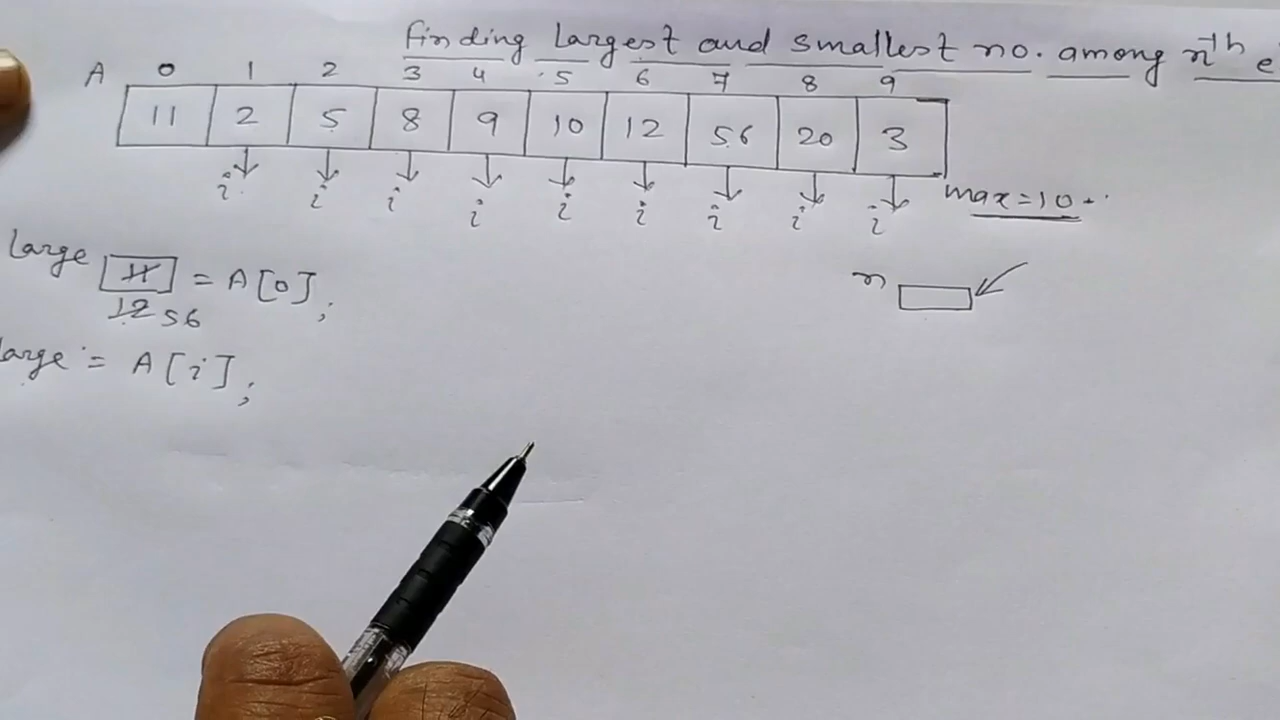 Finding Largest and smallest no. among nth e
A 0 1 2 3 4 5 6 7 8 9
11 2 5 8 9 10 12 56 20 3
i i i i i i i i i
max=10
large 11 = A[0];
12 56
n
large = A[i];